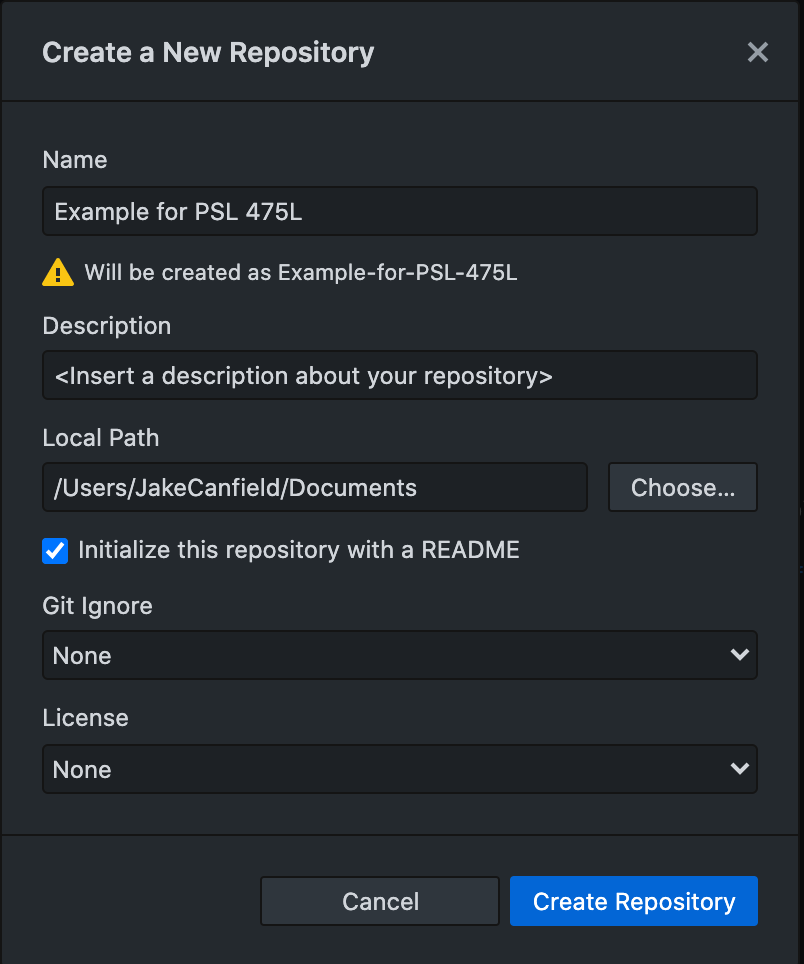 Create a New Repository
Name
Example for PSL 475L
Will be created as Example-for-PSL-475L
Description
<Insert a description about your repository>
Local Path
/Users/JakeCanfield/Documents
Choose...
Initialize this repository with a README
Git Ignore
None
License
None
Cancel
Create Repository